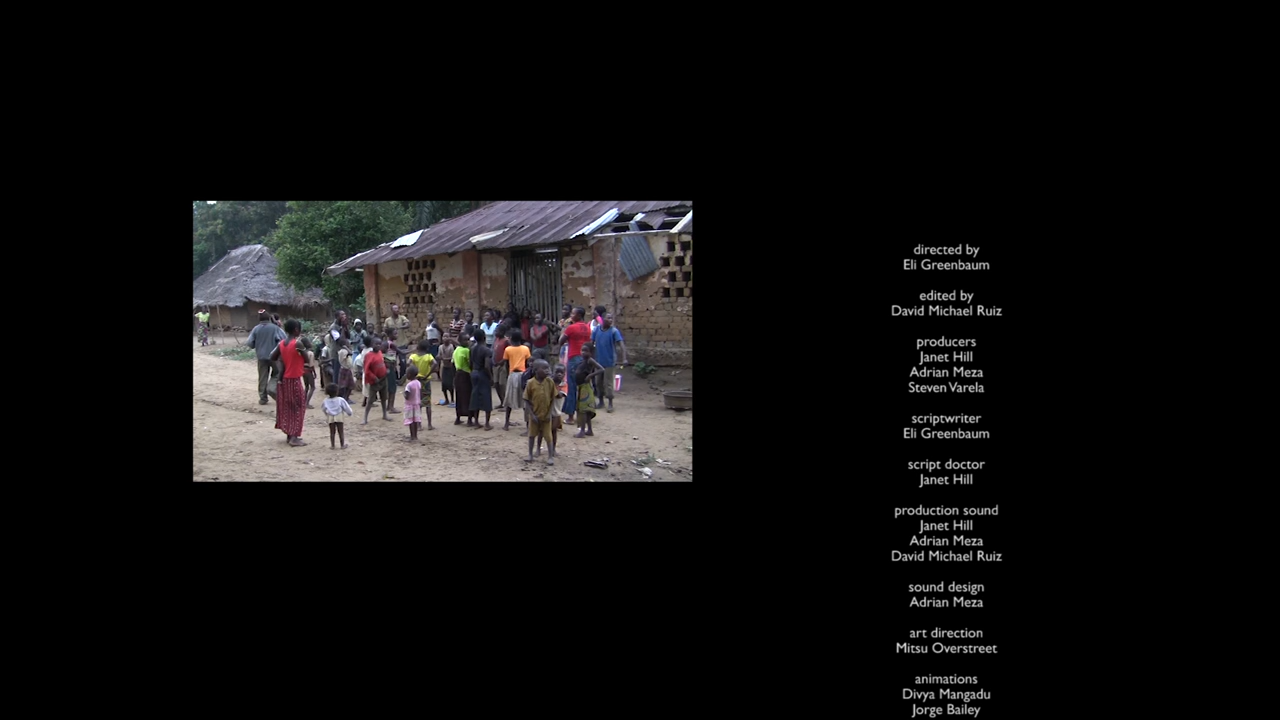 directed by
Eli Greenbaum
edited by
David Michael Ruiz
producers
Janet Hill
Adrian Meza
Steven Varela
scriptwriter
Eli Greenbaum
script doctor
Janet Hill
production sound
Janet Hill
Adrian Meza
David Michael Ruiz
sound design
Adrian Meza
art direction
Mitsu Overstreet
animations
Divya Mangadu
Jorge Bailey